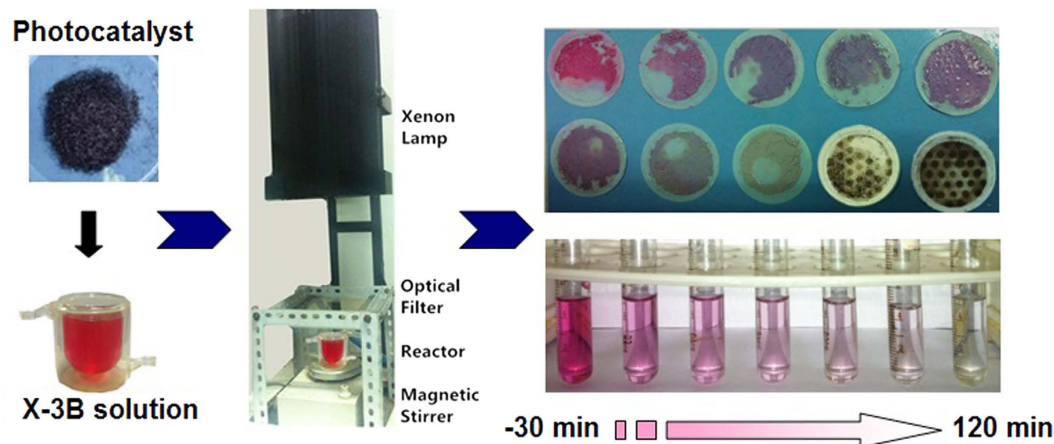 Photocatalyst
X-3B solution
Xenon
Lamp
Optical
Filter
Reactor
Magnetic
Stirrer
-30 min
120 min